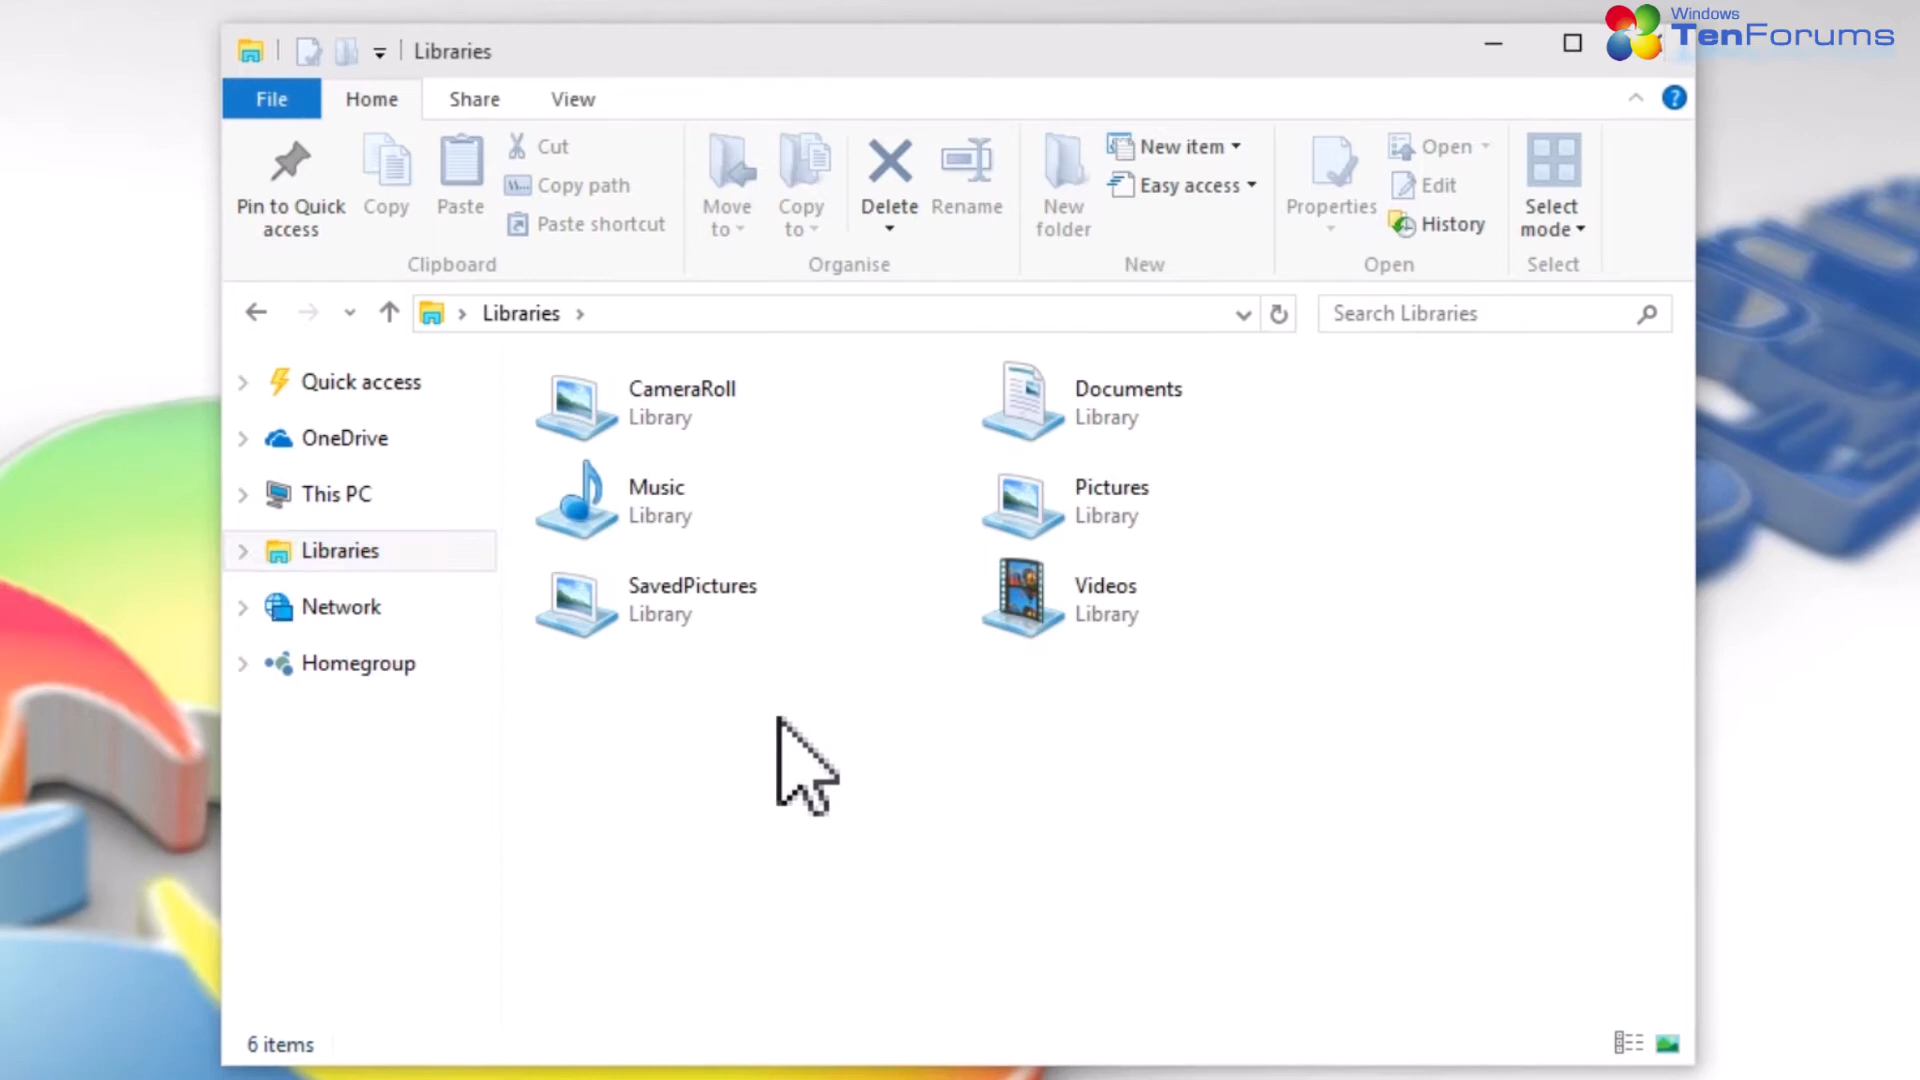 Windows
TenForums
Libraries
File Home Share View
Pin to Quick access
Copy
Paste
Cut
Copy path
Paste shortcut
Clipboard
Move to
Copy to
Delete
Rename
Organise
New folder
New item
Easy access
New
Properties
Open
Edit
History
Open
Select mode
Select
Libraries
Search Libraries
Quick access
OneDrive
This PC
Libraries
Network
Homegroup
CameraRoll
Library
Documents
Library
Music
Library
Pictures
Library
SavedPictures
Library
Videos
Library
6 items